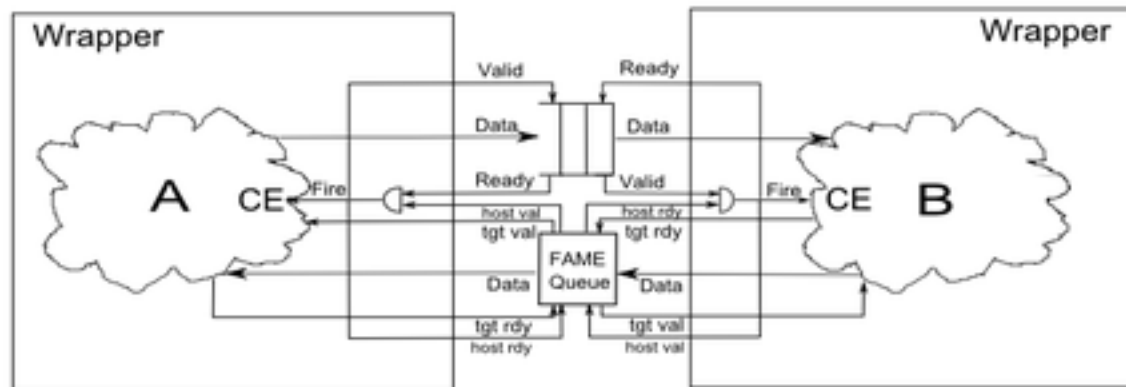 Wrapper
Wrapper
Valid
Ready
Data
Data
A
CE
Fire
Ready
Valid
Fire
CE
B
host val
host rdy
tgt val
tgt rdy
FAME
Queue
Data
Data
tgt rdy
tgt val
host rdy
host val